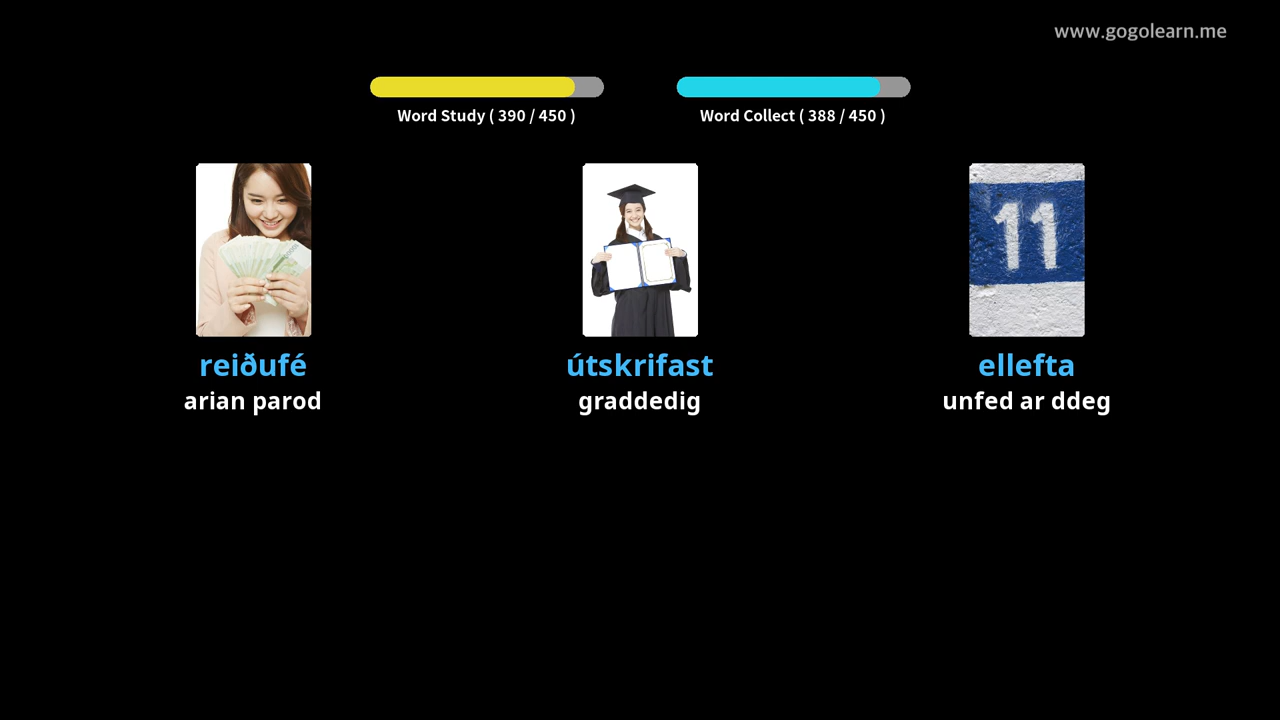 www.gogolearn.me
Word Study ( 390 / 450 )
Word Collect ( 388 / 450 )
11
reiðufé
arian parod
útskrifast
graddedig
ellefta
unfed ar ddeg